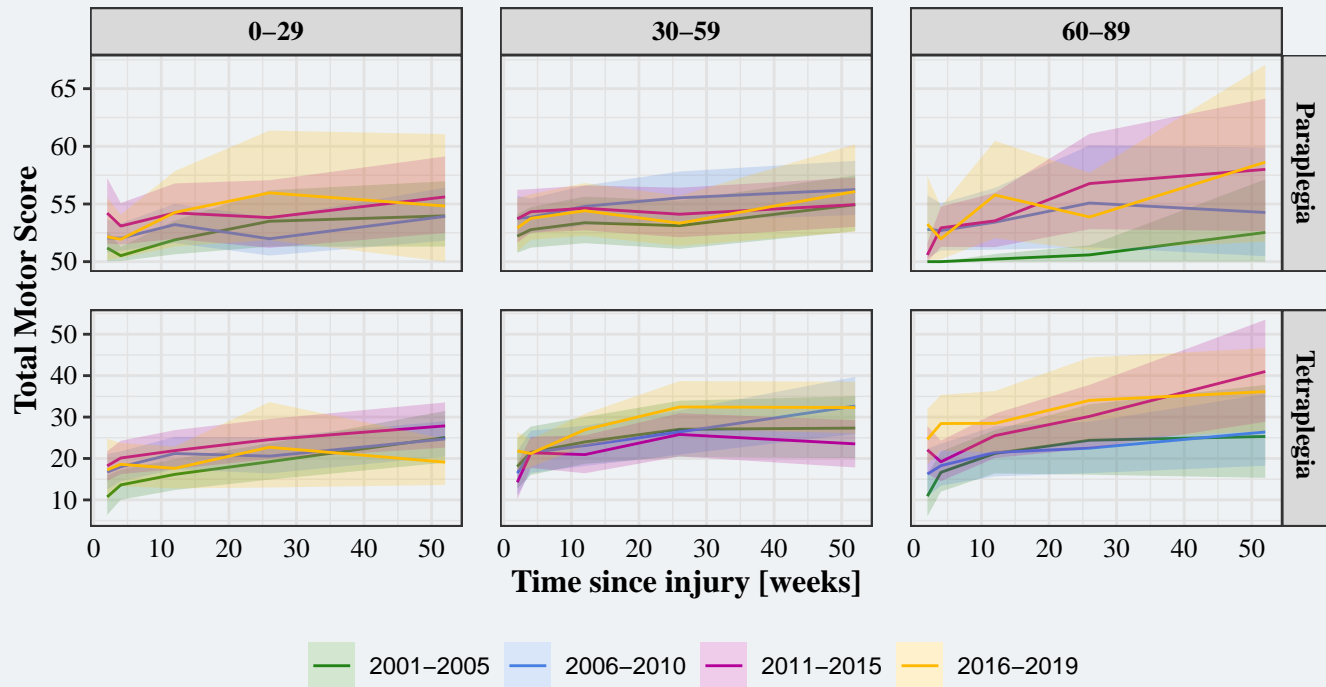 0–29 30–59 60–89
Total Motor Score
65
60
55
50
Paraplegia
50
40
30
20
10
Tetraplegia
0 10 20 30 40 50 0 10 20 30 40 50 0 10 20 30 40 50
Time since injury [weeks]
2001–2005 2006–2010 2011–2015 2016–2019